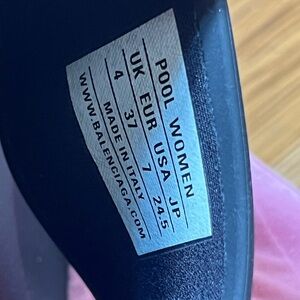 POOL WOMEN
UK EUR USA JP
4 37 7 24.5
MADE IN ITALY
WWW.BALENCIAGA.COM